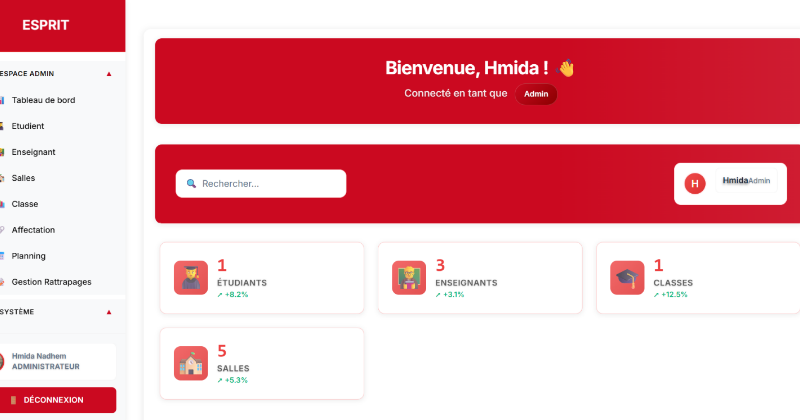 ESPRIT
ESPACE ADMIN ▲
Tableau de bord
Etudient
Enseignant
Salles
Classe
Affectation
Planning
Gestion Rattrapages
SYSTÈME ▲
Hmida Nadhem
ADMINISTRATEUR
DÉCONNEXION
Bienvenue, Hmida ! 👋
Connecté en tant que Admin
Rechercher...
H HmidaAdmin
1
ÉTUDIANTS
↗ +8.2%
3
ENSEIGNANTS
↗ +3.1%
1
CLASSES
↗ +12.5%
5
SALLES
↗ +5.3%